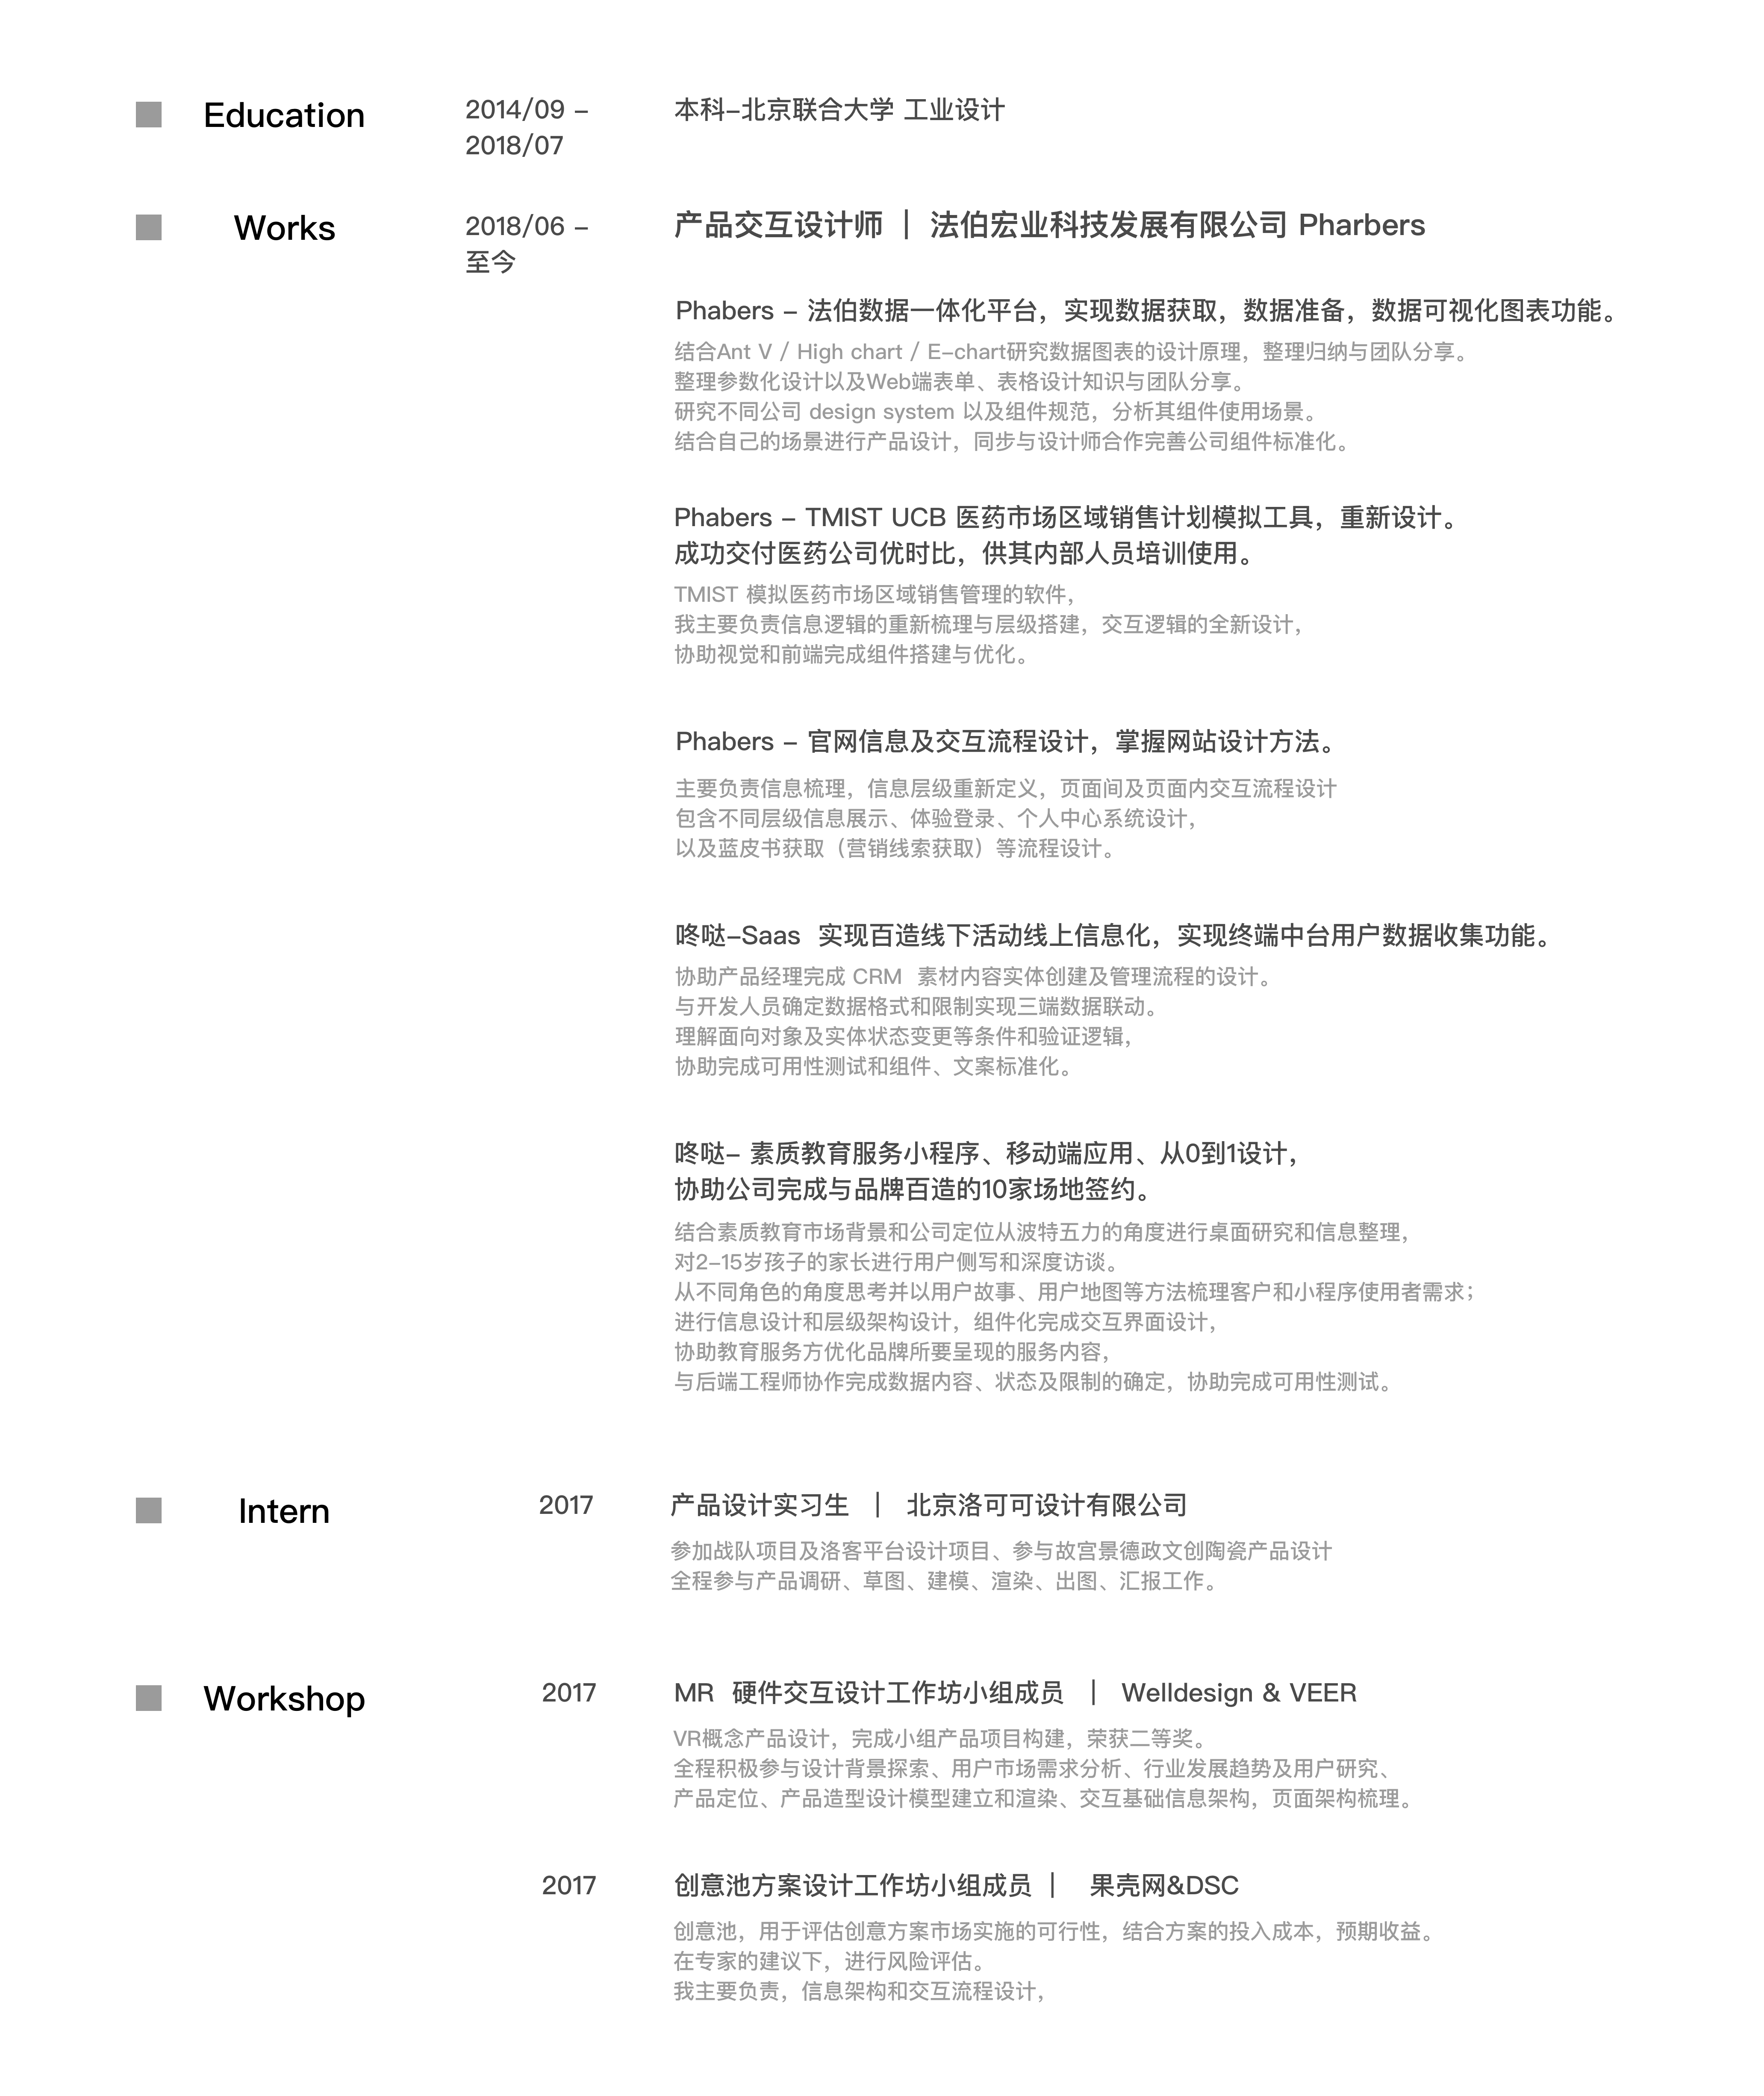 Education
2014/09 –
2018/07
本科–北京联合大学 工业设计
Works
2018/06 –
至今
产品交互设计师 | 法伯宏业科技发展有限公司 Pharbers
Phabers – 法伯数据一体化平台，实现数据获取，数据准备，数据可视化图表功能。
结合Ant V / High chart / E–chart研究数据图表的设计原理，整理归纳与团队分享。
整理参数化设计以及Web端表单、表格设计知识与团队分享。
研究不同公司 design system 以及组件规范，分析其组件使用场景。
结合自己的场景进行产品设计，同步与设计师合作完善公司组件标准化。
Phabers – TMIST UCB 医药市场区域销售计划模拟工具，重新设计。
成功交付医药公司优时比，供其内部人员培训使用。
TMIST 模拟医药市场区域销售管理的软件，
我主要负责信息逻辑的重新梳理与层级搭建，交互逻辑的全新设计，
协助视觉和前端完成组件搭建与优化。
Phabers – 官网信息及交互流程设计，掌握网站设计方法。
主要负责信息梳理，信息层级重新定义，页面间及页面内交互流程设计
包含不同层级信息展示、体验登录、个人中心系统设计，
以及蓝皮书获取（营销线索获取）等流程设计。
咚哒–Saas 实现百造线下活动线上信息化，实现终端中台用户数据收集功能。
协助产品经理完成 CRM 素材内容实体创建及管理流程的设计。
与开发人员确定数据格式和限制实现三端数据联动。
理解面向对象及实体状态变更等条件和验证逻辑，
协助完成可用性测试和组件、文案标准化。
咚哒– 素质教育服务小程序、移动端应用、从0到1设计，
协助公司完成与品牌百造的10家场地签约。
结合素质教育市场背景和公司定位从波特五力的角度进行桌面研究和信息整理，
对2–15岁孩子的家长进行用户侧写和深度访谈。
从不同角色的角度思考并以用户故事、用户地图等方法梳理客户和小程序使用者需求；
进行信息设计和层级架构设计，组件化完成交互界面设计，
协助教育服务方优化品牌所要呈现的服务内容，
与后端工程师协作完成数据内容、状态及限制的确定，协助完成可用性测试。
Intern
2017
产品设计实习生 | 北京洛可可设计有限公司
参加战队项目及洛客平台设计项目、参与故宫景德政文创陶瓷产品设计
全程参与产品调研、草图、建模、渲染、出图、汇报工作。
Workshop
2017
MR 硬件交互设计工作坊小组成员 | Welldesign & VEER
VR概念产品设计，完成小组产品项目构建，荣获二等奖。
全程积极参与设计背景探索、用户市场需求分析、行业发展趋势及用户研究、
产品定位、产品造型设计模型建立和渲染、交互基础信息架构，页面架构梳理。
2017
创意池方案设计工作坊小组成员 | 果壳网&DSC
创意池，用于评估创意方案市场实施的可行性，结合方案的投入成本，预期收益。
在专家的建议下，进行风险评估。
我主要负责，信息架构和交互流程设计，